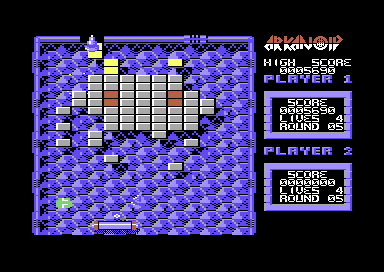 ARKANOID
HIGH SCORE
0005690
PLAYER 1
SCORE
0005690
LIVES 4
ROUND 05
PLAYER 2
SCORE
0000000
LIVES 4
ROUND 05